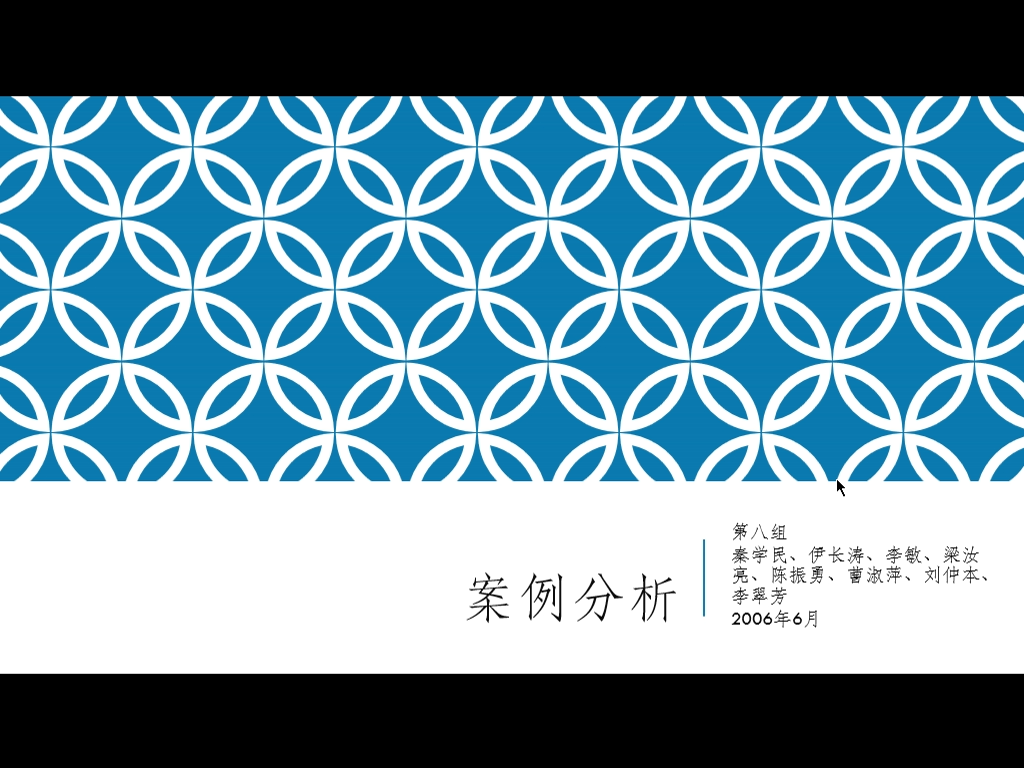 案例分析
第八组
秦学民、伊长涛、李敏、梁汝
亮、陈振勇、曹淑萍、刘仲本、
李翠芳
2006年6月